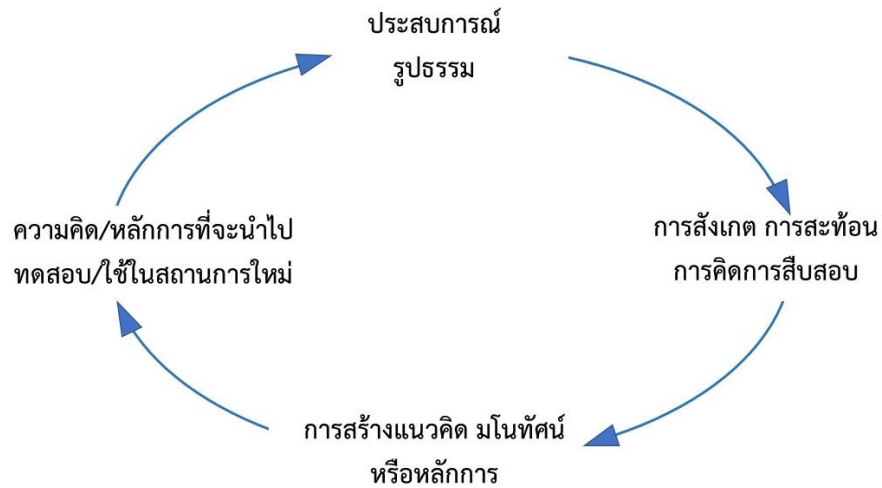 ประสบการณ์
รูปธรรม
การสังเกต การสะท้อน
การคิดการสืบสอบ
การสร้างแนวคิด มโนทัศน์
หรือหลักการ
ความคิด/หลักการที่จะนำไป
ทดสอบ/ใช้ในสถานการใหม่